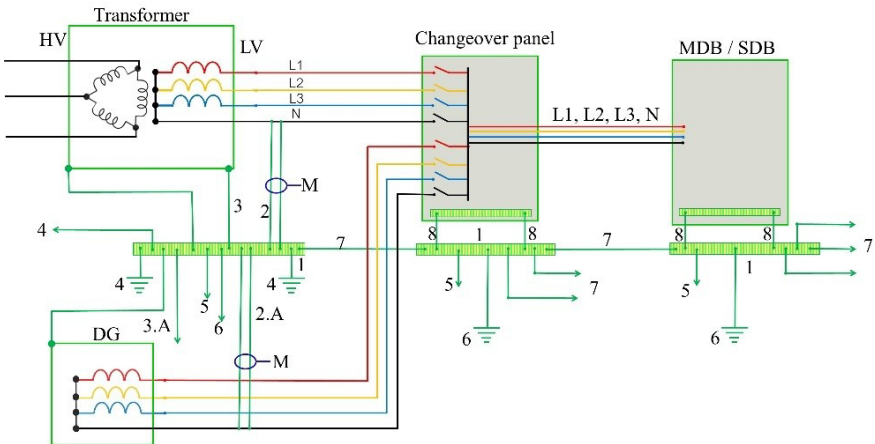 Transformer
HV
LV
Changeover panel
MDB / SDB
L1
L2
L3
N
L1, L2, L3, N
M
3
2
4
7
8
1
8
7
8
8
7
4
4
1
5
6
2.A
3.A
5
7
6
5
1
6
DG
M